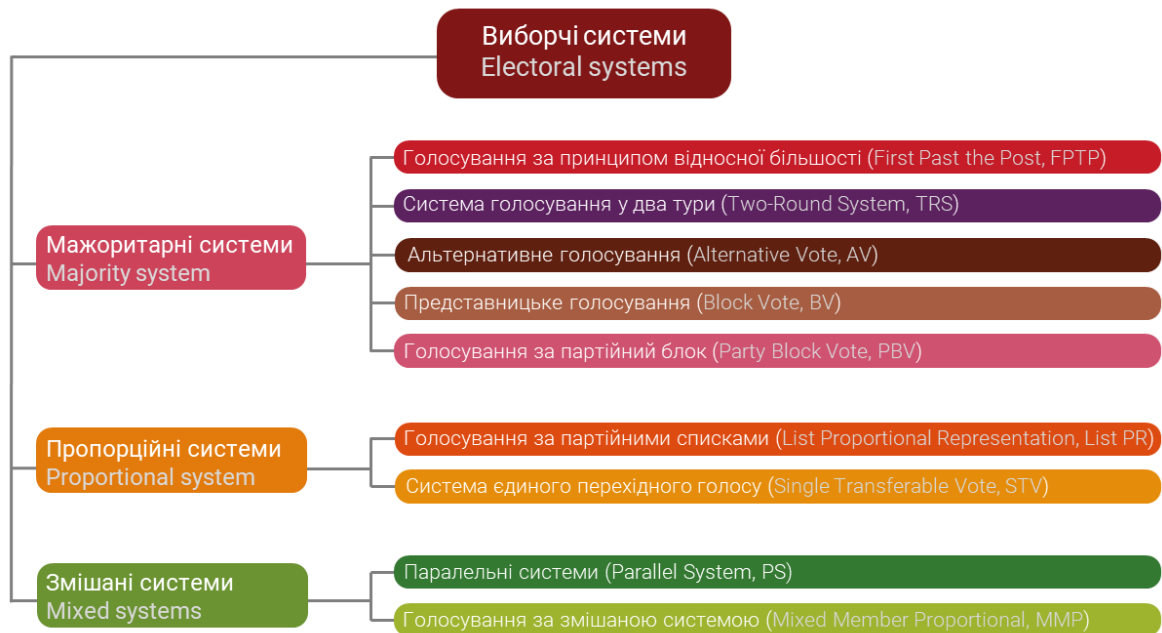 Виборчі системи
Electoral systems
Мажоритарні системи
Majority system
Голосування за принципом відносної більшості (First Past the Post, FPTP)
Система голосування у два тури (Two-Round System, TRS)
Альтернативне голосування (Alternative Vote, AV)
Представницьке голосування (Block Vote, BV)
Голосування за партійний блок (Party Block Vote, PBV)
Пропорційні системи
Proportional system
Голосування за партійними списками (List Proportional Representation, List PR)
Система єдиного перехідного голосу (Single Transferable Vote, STV)
Змішані системи
Mixed systems
Паралельні системи (Parallel System, PS)
Голосування за змішаною системою (Mixed Member Proportional, MMP)